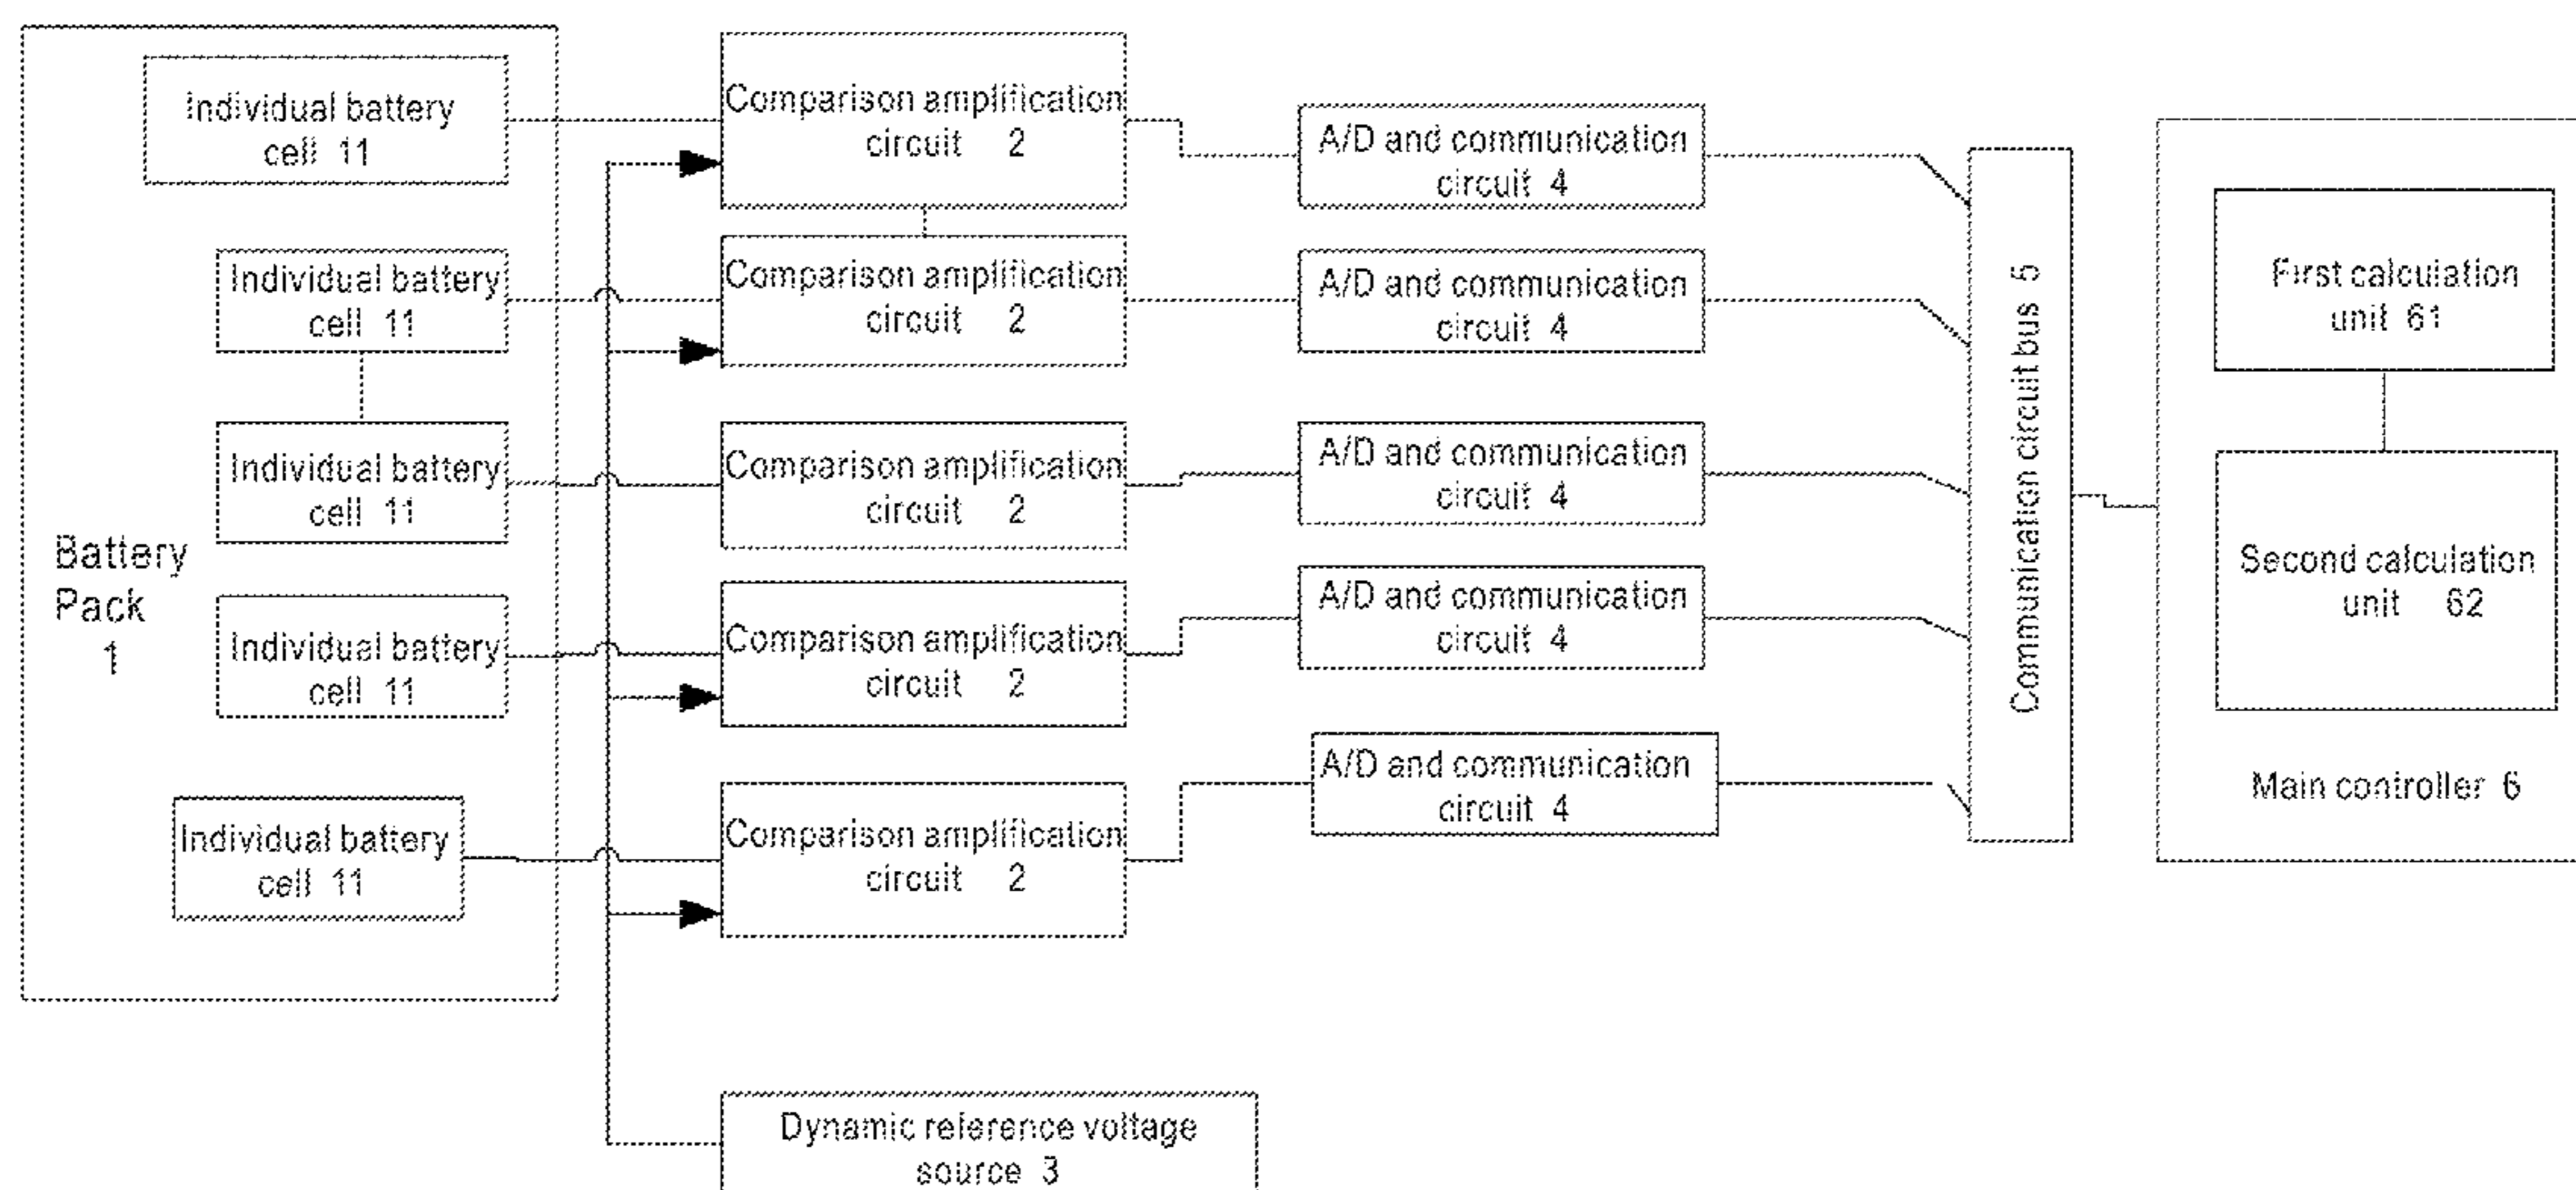 Individual battery
cell 11
Comparison amplification
circuit 2
A/D and communication
circuit 4
Individual battery
cell 11
Comparison amplification
circuit 2
A/D and communication
circuit 4
Individual battery
cell 11
Comparison amplification
circuit 2
A/D and communication
circuit 4
Battery
Pack
1
Individual battery
cell 11
Comparison amplification
circuit 2
A/D and communication
circuit 4
Individual battery
cell 11
Comparison amplification
circuit 2
A/D and communication
circuit 4
Communication circuit bus 5
First calculation
unit 61
Second calculation
unit 62
Main controller 6
Dynamic reference voltage
source 3